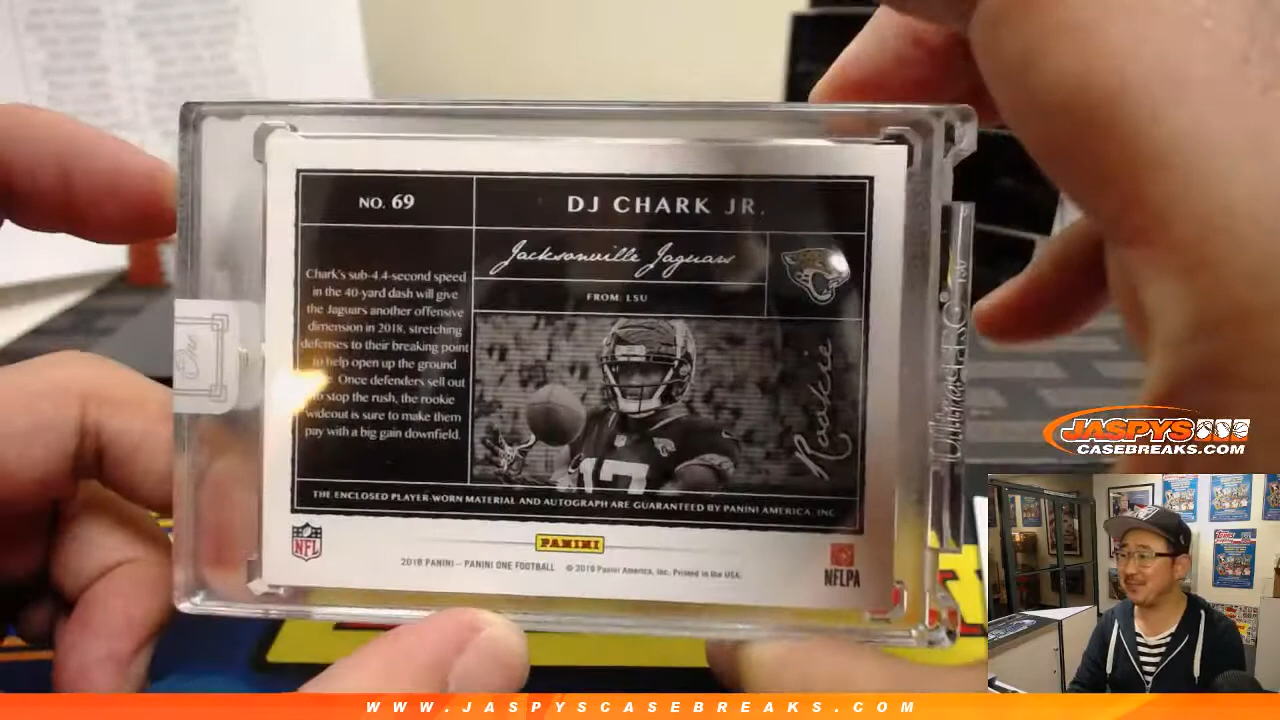 NO. 69
DJ CHARK JR.
Jacksonville Jaguars
FROM: LSU
Chark's sub-4.4-second speed
in the 40-yard dash will give
the Jaguars another offensive
dimension in 2018, stretching
defenses to their breaking point
to help open up the ground
Once defenders sell out
to stop the rush, the rookie
wideout is sure to make them
pay with a big gain downfield.
Rookie
17
THE ENCLOSED PLAYER-WORN MATERIAL AND AUTOGRAPH ARE GUARANTEED BY PANINI AMERICA, INC.
NFL
PANINI
2018 PANINI – PANINI ONE FOOTBALL © 2019 Panini America, Inc. Printed in the USA.
NFLPA
One
JASPYS
CASEBREAKS.COM
WWW.JASPYSCASEBREAKS.COM